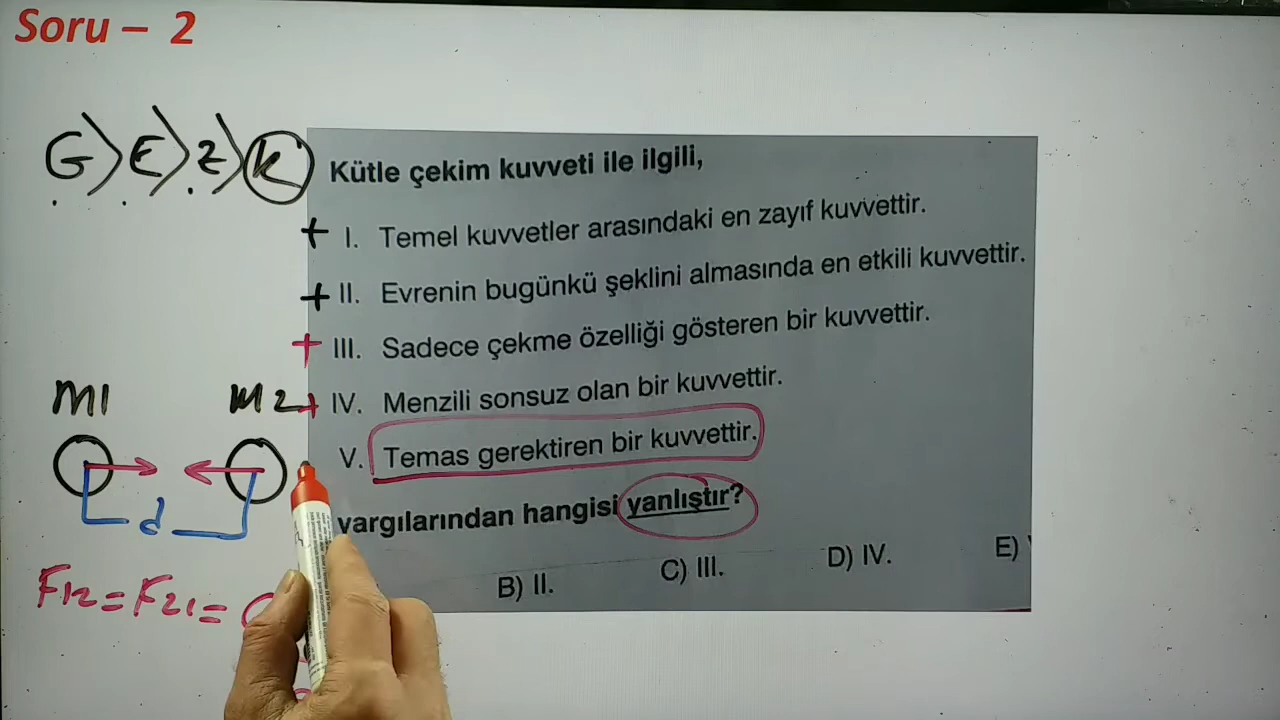 Soru – 2
G > E > Z > K
Kütle çekim kuvveti ile ilgili,
+ I. Temel kuvvetler arasındaki en zayıf kuvvettir.
+ II. Evrenin bugünkü şeklini almasında en etkili kuvvettir.
+ III. Sadece çekme özelliği gösteren bir kuvvettir.
+ IV. Menzili sonsuz olan bir kuvvettir.
V. Temas gerektiren bir kuvvettir.
yargılarından hangisi yanlıştır?
B) II. C) III. D) IV. E)
M1 M2
d
F12 = F21 =